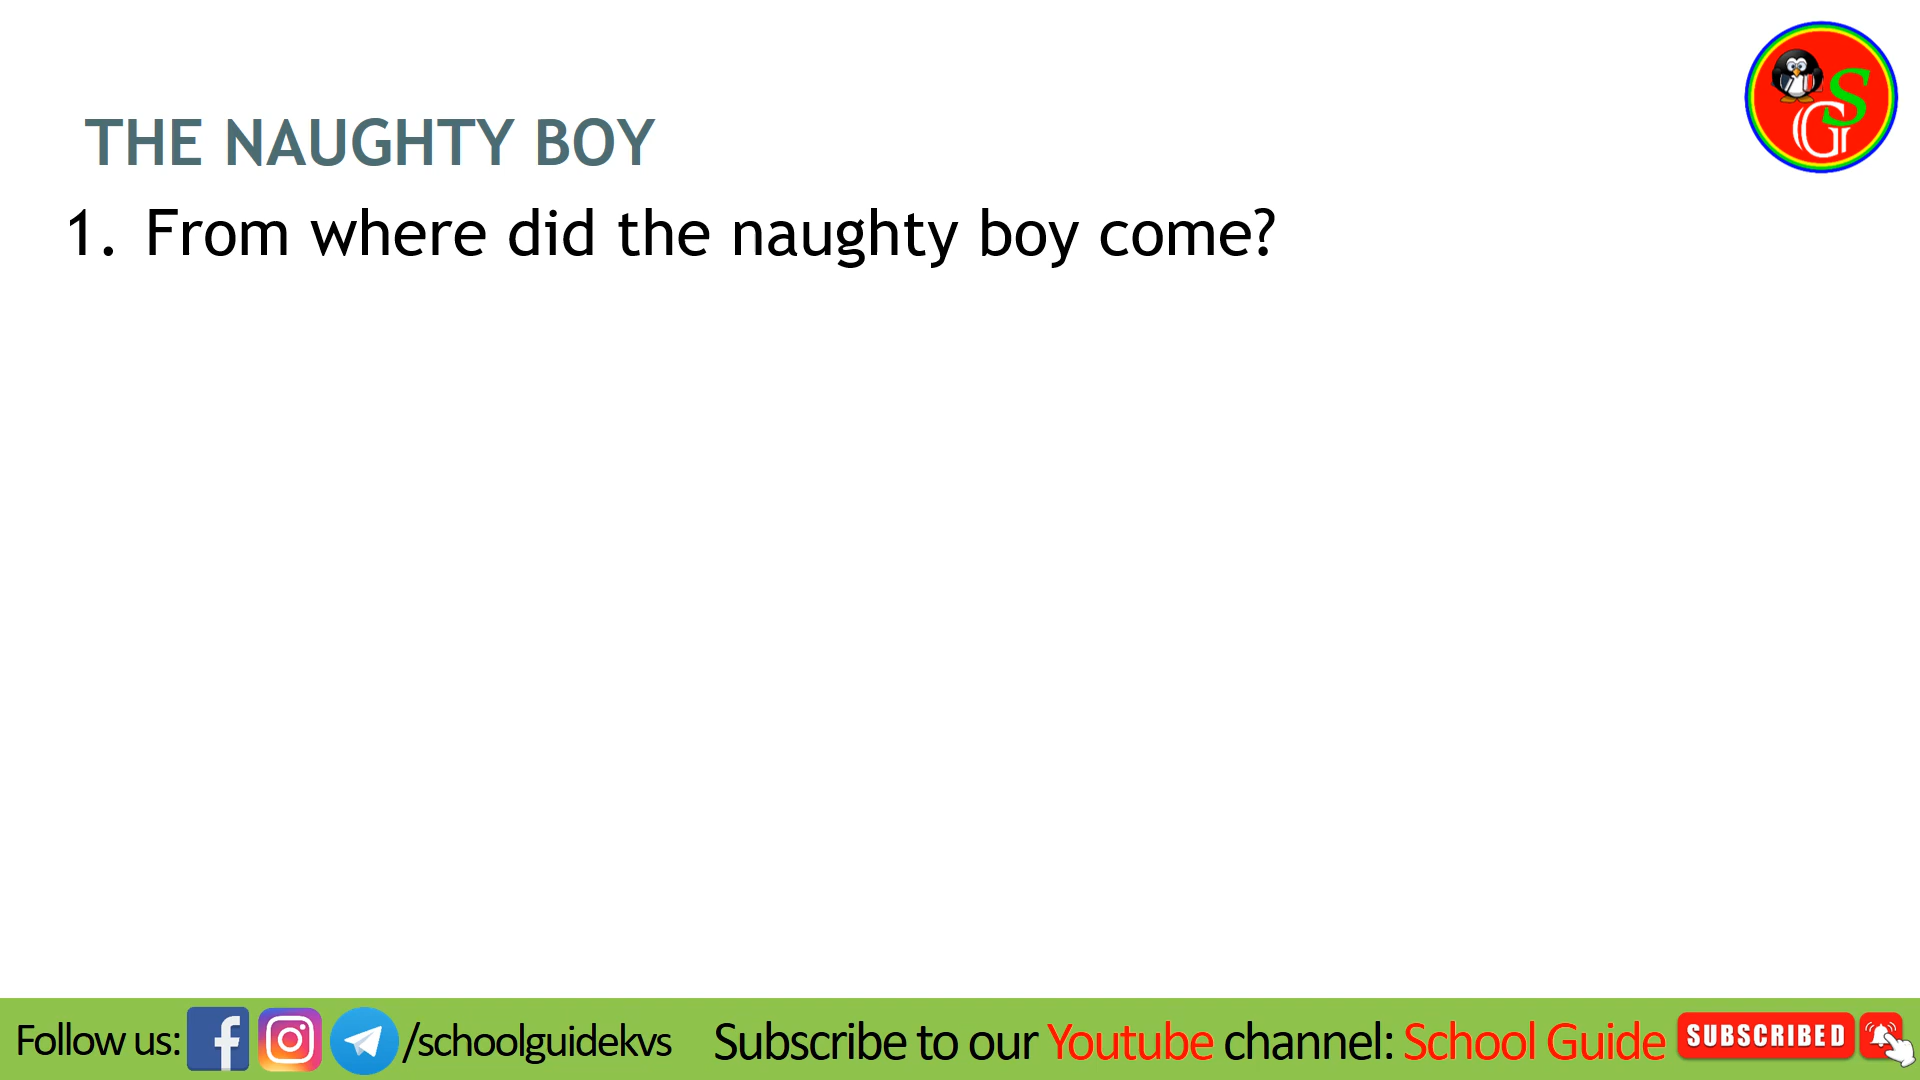 S
G
THE NAUGHTY BOY
1. From where did the naughty boy come?
Follow us: /schoolguidekvs Subscribe to our Youtube channel: School Guide SUBSCRIBED